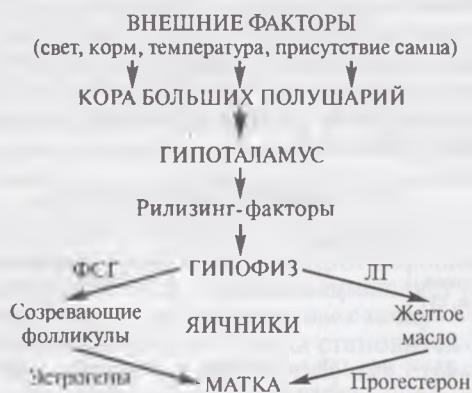 ВНЕШНИЕ ФАКТОРЫ
(свет, корм, температура, присутствие самца)
КОРА БОЛЬШИХ ПОЛУШАРИЙ
ГИПОТАЛАМУС
Рилизинг-факторы
ФСГ ГИПОФИЗ ЛГ
Созревающие фолликулы ЯИЧНИКИ Желтое масло
Эстрогены МАТКА Прогестерон